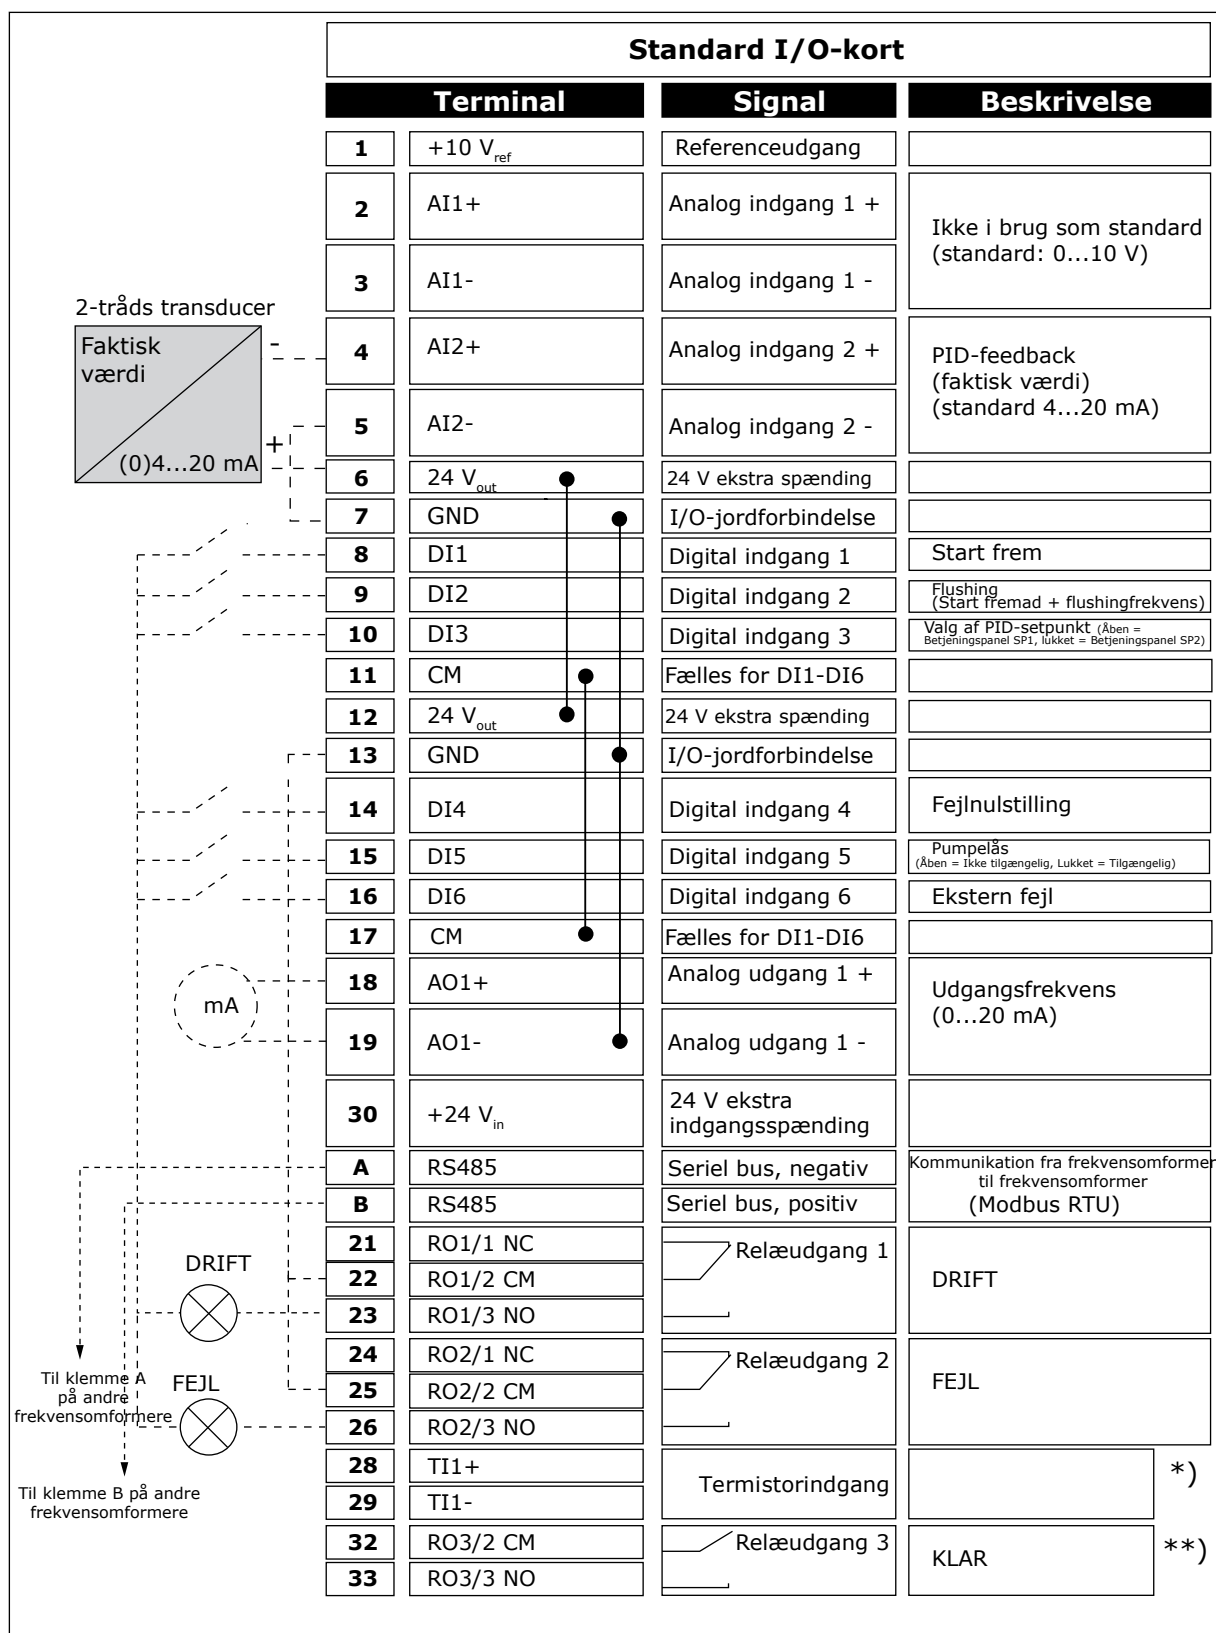 Standard I/O-kort
Terminal Signal Beskrivelse
1 +10 Vref Referenceudgang
2 AI1+ Analog indgang 1 +
Ikke i brug som standard
(standard: 0...10 V)
3 AI1- Analog indgang 1 -
2-tråds transducer
Faktisk
værdi
-
+
(0)4...20 mA
4 AI2+ Analog indgang 2 +
PID-feedback
(faktisk værdi)
(standard 4...20 mA)
5 AI2- Analog indgang 2 -
6 24 Vout 24 V ekstra spænding
7 GND I/O-jordforbindelse
8 DI1 Digital indgang 1 Start frem
9 DI2 Digital indgang 2 Flushing
(Start fremad + flushingfrekvens)
10 DI3 Digital indgang 3 Valg af PID-setpunkt (Åben =
Betjeningspanel SP1, lukket = Betjeningspanel SP2)
11 CM Fælles for DI1-DI6
12 24 Vout 24 V ekstra spænding
13 GND I/O-jordforbindelse
14 DI4 Digital indgang 4 Fejlnulstilling
15 DI5 Digital indgang 5 Pumpelås
(Åben = Ikke tilgængelig, Lukket = Tilgængelig)
16 DI6 Digital indgang 6 Ekstern fejl
17 CM Fælles for DI1-DI6
18 AO1+ Analog udgang 1 +
Udgangsfrekvens
(0...20 mA)
mA
19 AO1- Analog udgang 1 -
30 +24 Vin 24 V ekstra
indgangsspænding
A RS485 Seriel bus, negativ
Kommunikation fra frekvensomformer
til frekvensomformer
(Modbus RTU)
B RS485 Seriel bus, positiv
21 RO1/1 NC Relæudgang 1
DRIFT
22 RO1/2 CM DRIFT
23 RO1/3 NO
24 RO2/1 NC Relæudgang 2
Til klemme A
på andre
frekvensomformere
FEJL
25 RO2/2 CM FEJL
26 RO2/3 NO
28 TI1+ Termistorindgang *)
Til klemme B på andre
frekvensomformere
29 TI1-
32 RO3/2 CM Relæudgang 3 KLAR **)
33 RO3/3 NO